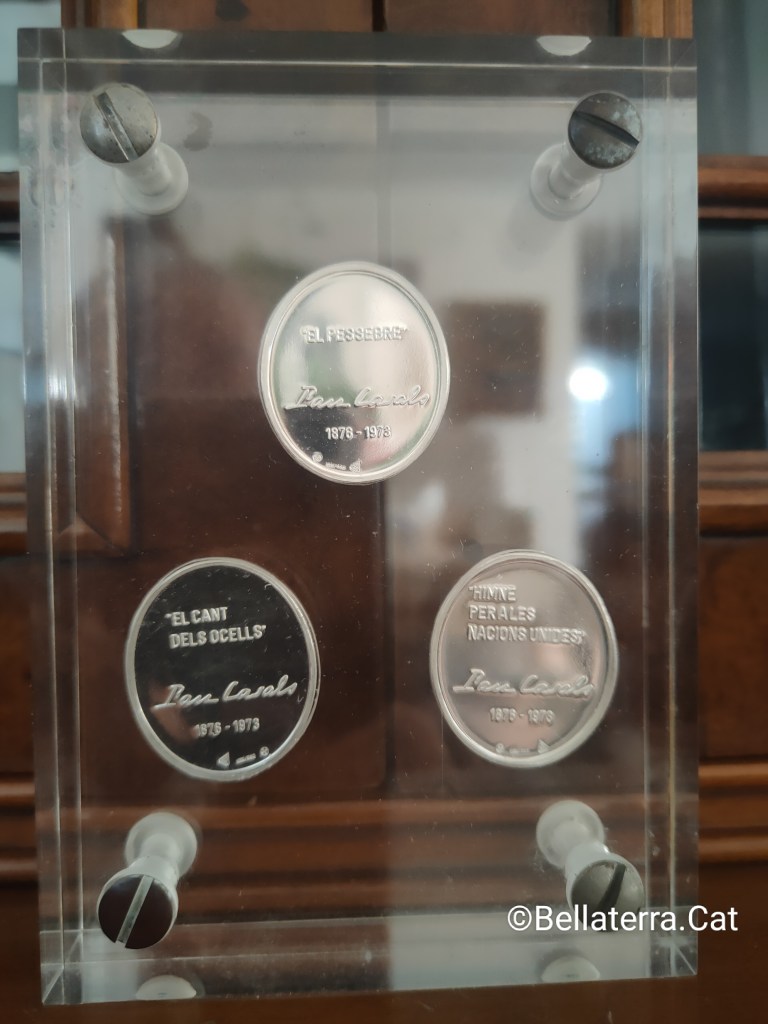 "EL PESSEBRE"
Pau Casals
1876 - 1973
"EL CANT
DELS OCELLS"
Pau Casals
1876 - 1973
"HIMNE
PER A LES
NACIONS UNIDES"
Pau Casals
1876 - 1973
©Bellaterra.Cat